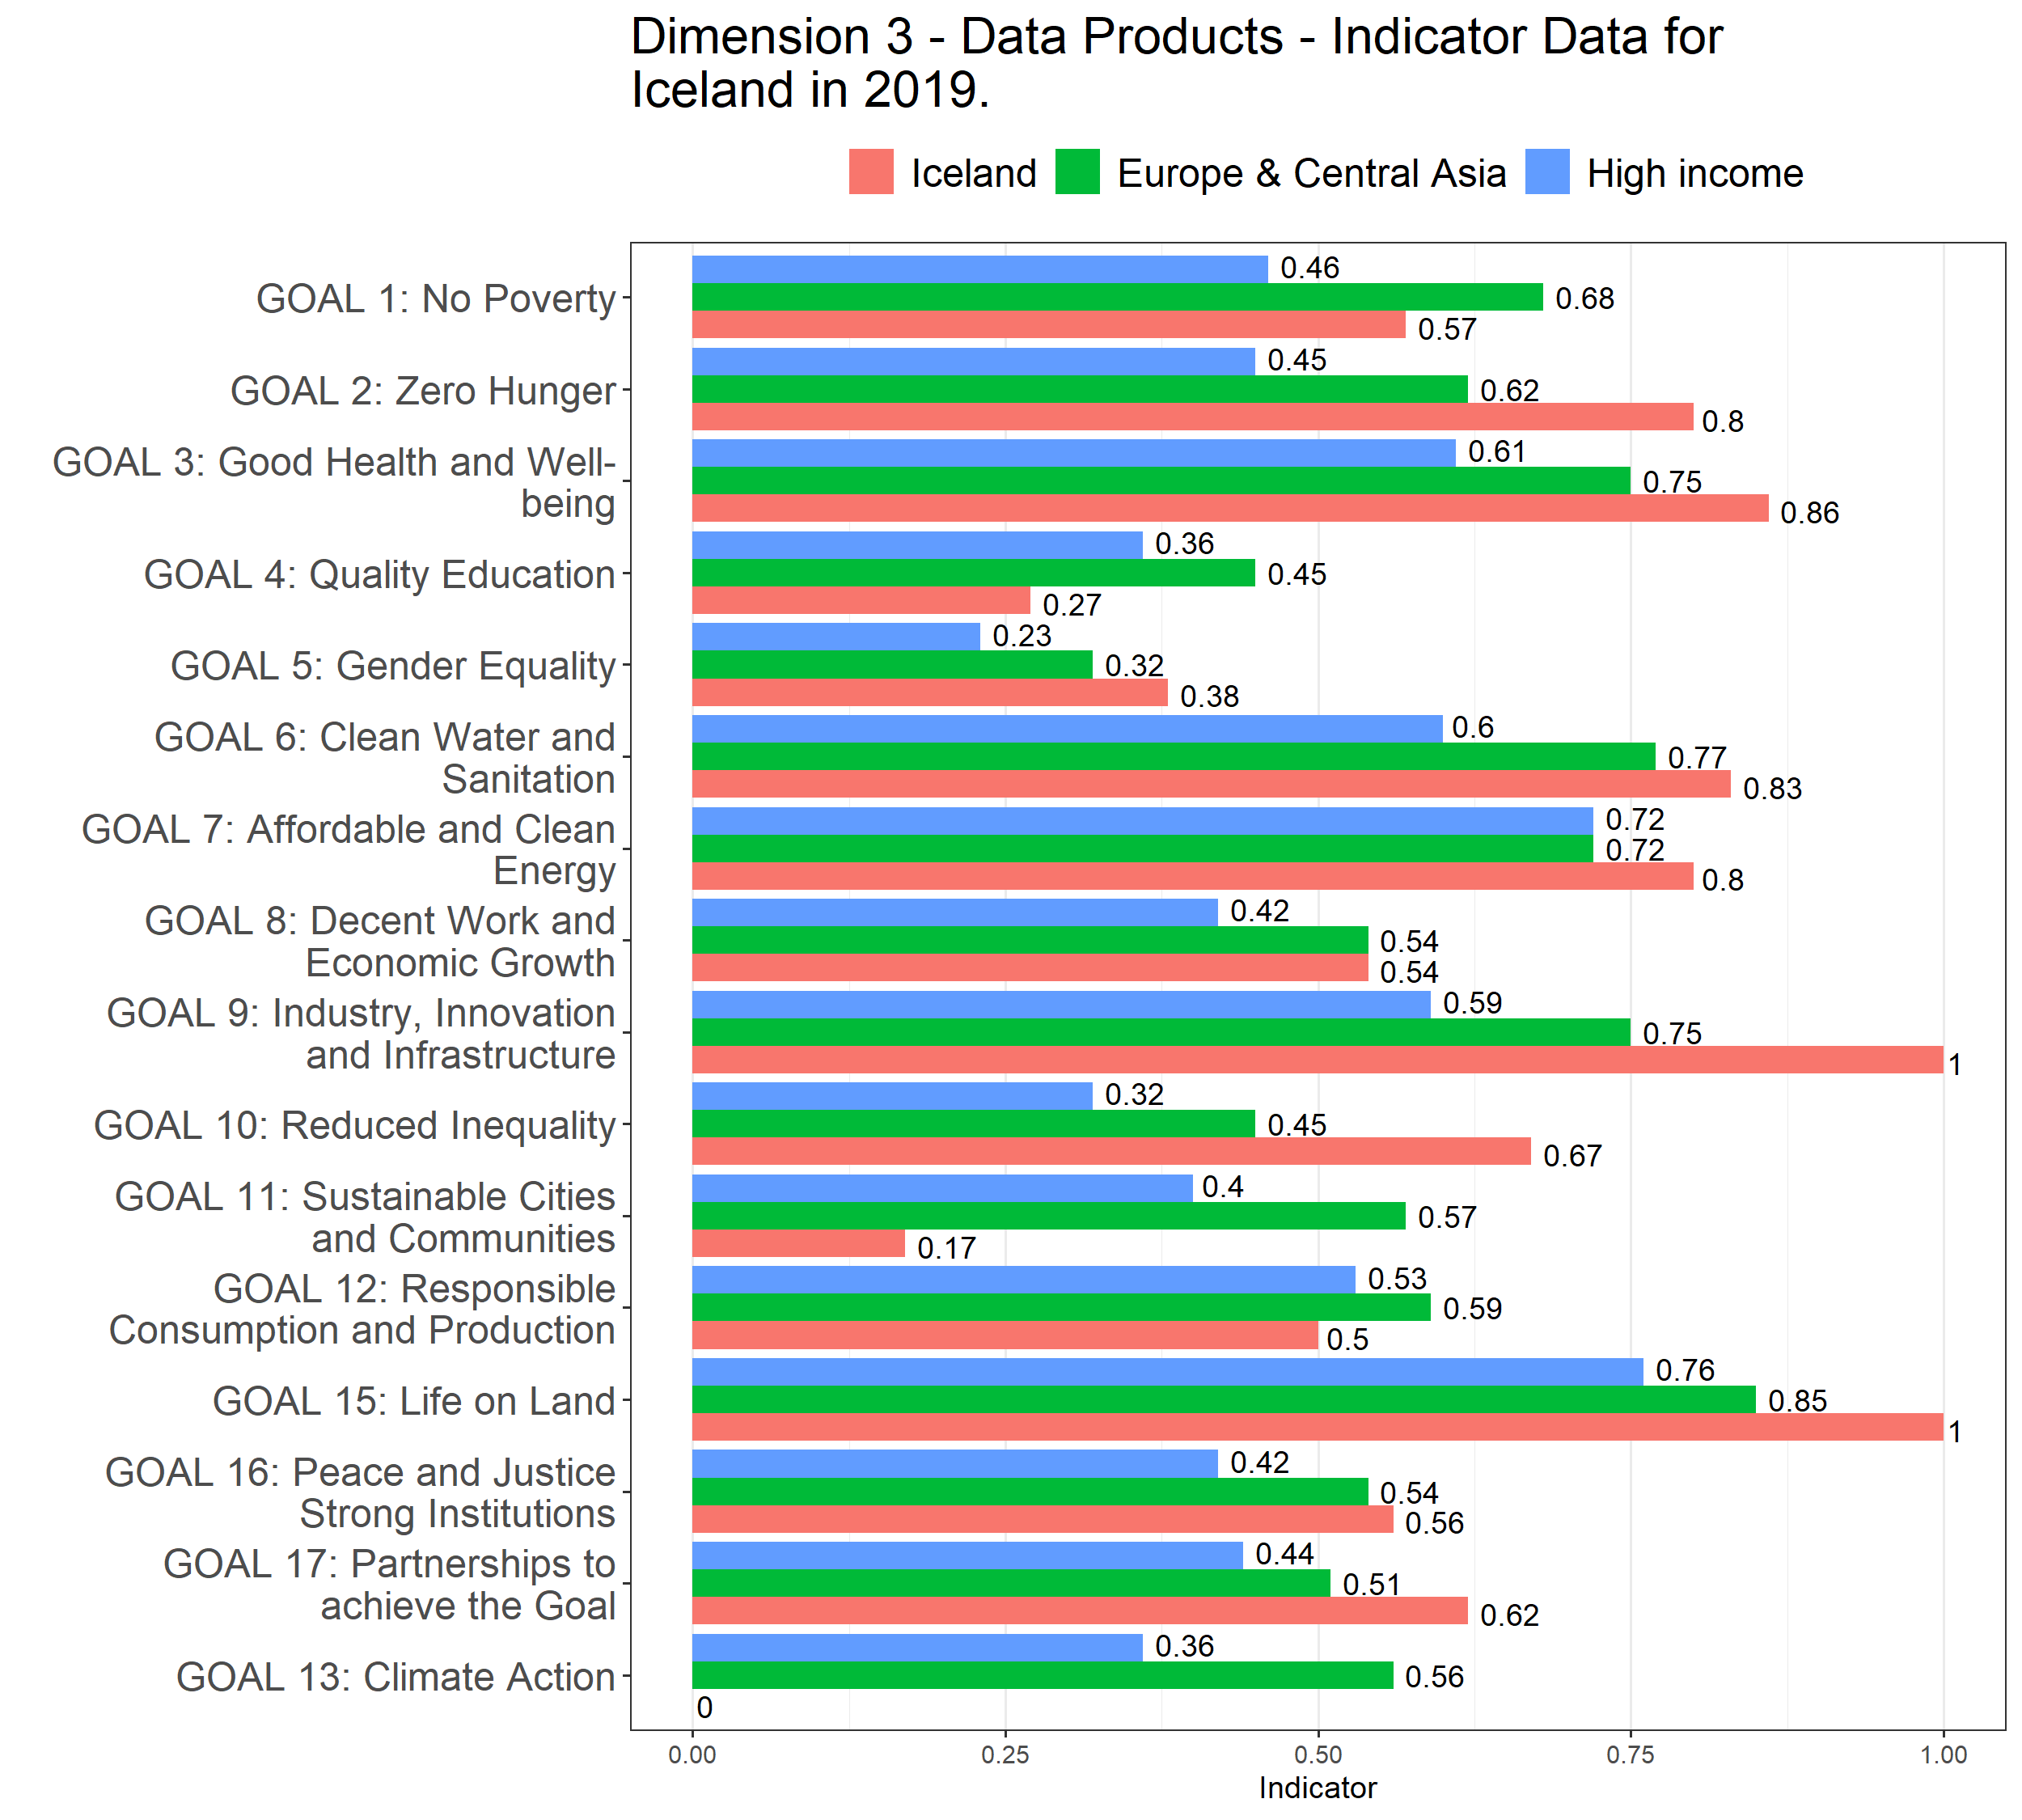 Dimension 3 - Data Products - Indicator Data for
Iceland in 2019.
Iceland
Europe & Central Asia
High income
GOAL 1: No Poverty
0.46
0.68
0.57
GOAL 2: Zero Hunger
0.45
0.62
0.8
GOAL 3: Good Health and Well-
being
0.61
0.75
0.86
GOAL 4: Quality Education
0.36
0.45
0.27
GOAL 5: Gender Equality
0.23
0.32
0.38
GOAL 6: Clean Water and
Sanitation
0.6
0.77
0.83
GOAL 7: Affordable and Clean
Energy
0.72
0.72
0.8
GOAL 8: Decent Work and
Economic Growth
0.42
0.54
0.54
GOAL 9: Industry, Innovation
and Infrastructure
0.59
0.75
1
GOAL 10: Reduced Inequality
0.32
0.45
0.67
GOAL 11: Sustainable Cities
and Communities
0.4
0.57
0.17
GOAL 12: Responsible
Consumption and Production
0.53
0.59
0.5
GOAL 15: Life on Land
0.76
0.85
1
GOAL 16: Peace and Justice
Strong Institutions
0.42
0.54
0.56
GOAL 17: Partnerships to
achieve the Goal
0.44
0.51
0.62
GOAL 13: Climate Action
0.36
0.56
0
0.00 0.25 0.50 0.75 1.00
Indicator